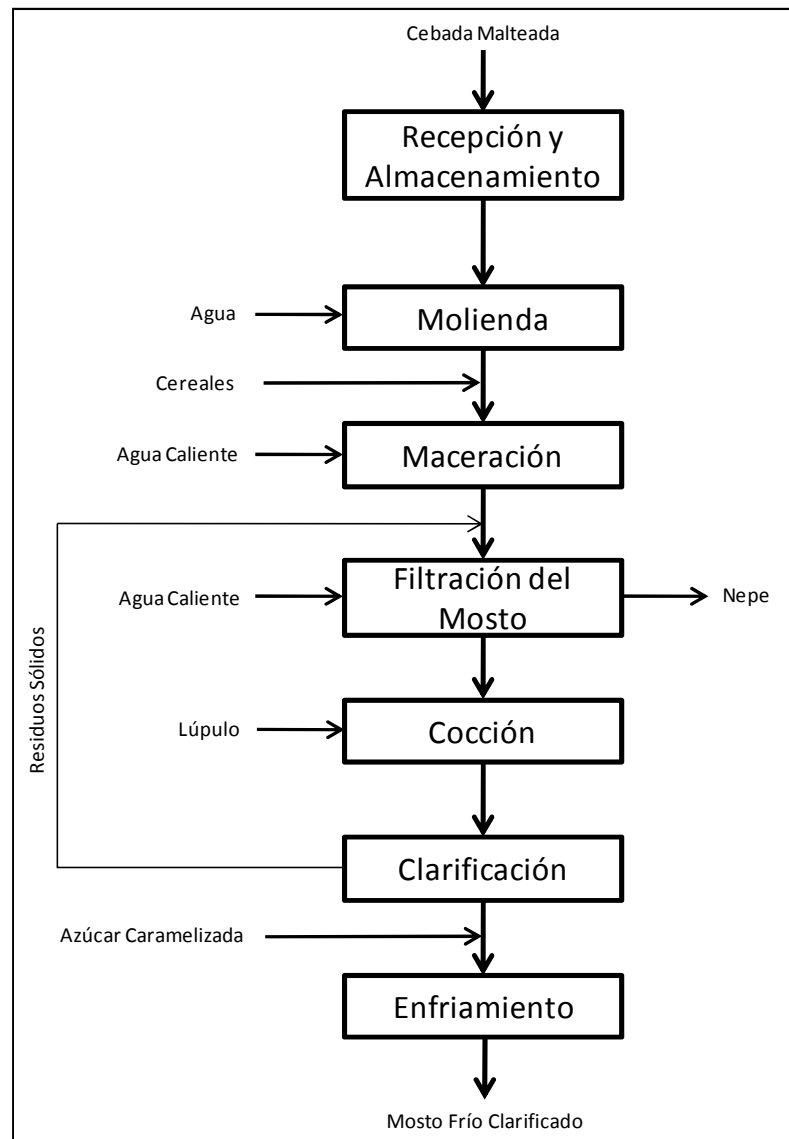 Cebada Malteada
Recepción y
Almacenamiento
Agua
Molienda
Cereales
Agua Caliente
Maceración
Agua Caliente
Filtración del
Mosto
Nepe
Residuos Sólidos
Lúpulo
Cocción
Clarificación
Azúcar Caramelizada
Enfriamiento
Mosto Frío Clarificado